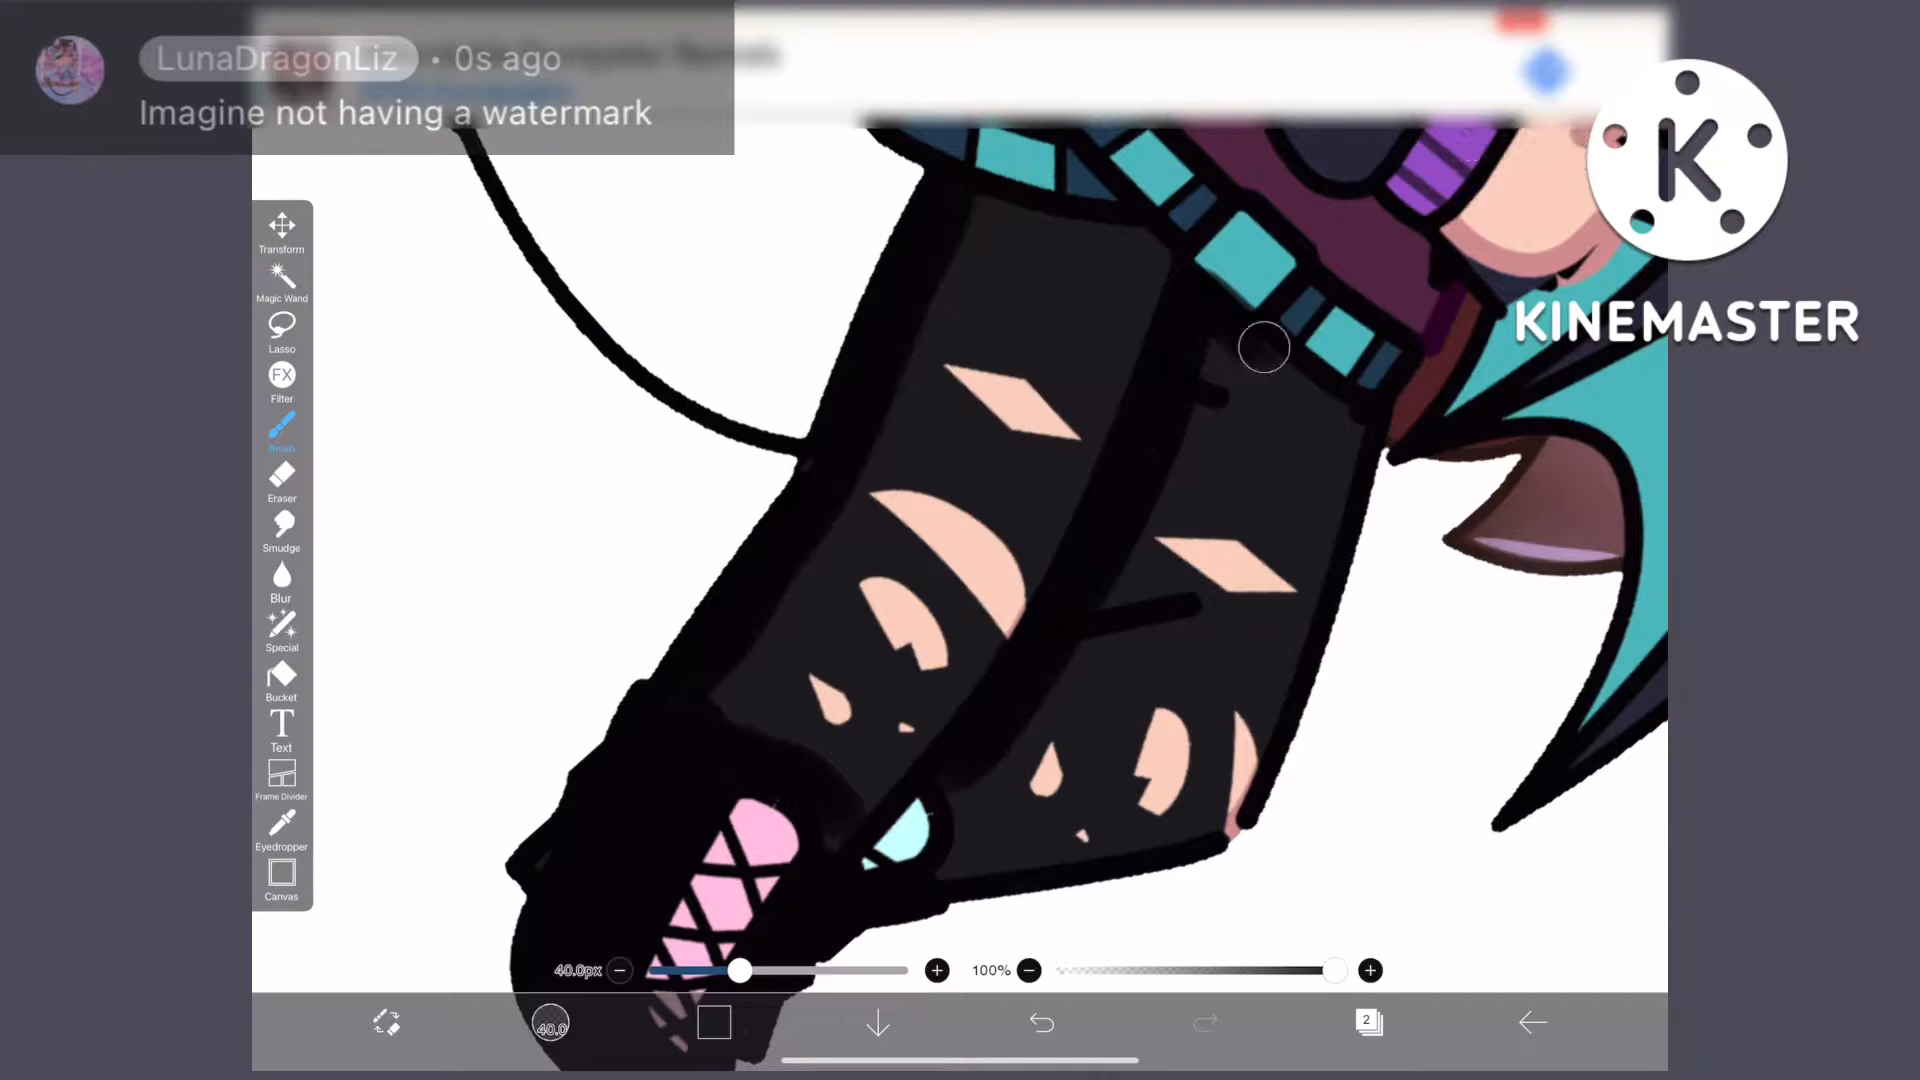 LunaDragonLiz • 0s ago
Imagine not having a watermark
K
KINEMASTER
Transform
Magic Wand
Lasso
FX
Filter
Brush
Eraser
Smudge
Blur
Special
Bucket
T
Text
Frame Divider
Eyedropper
Canvas
40.0px
100%
40.0
2